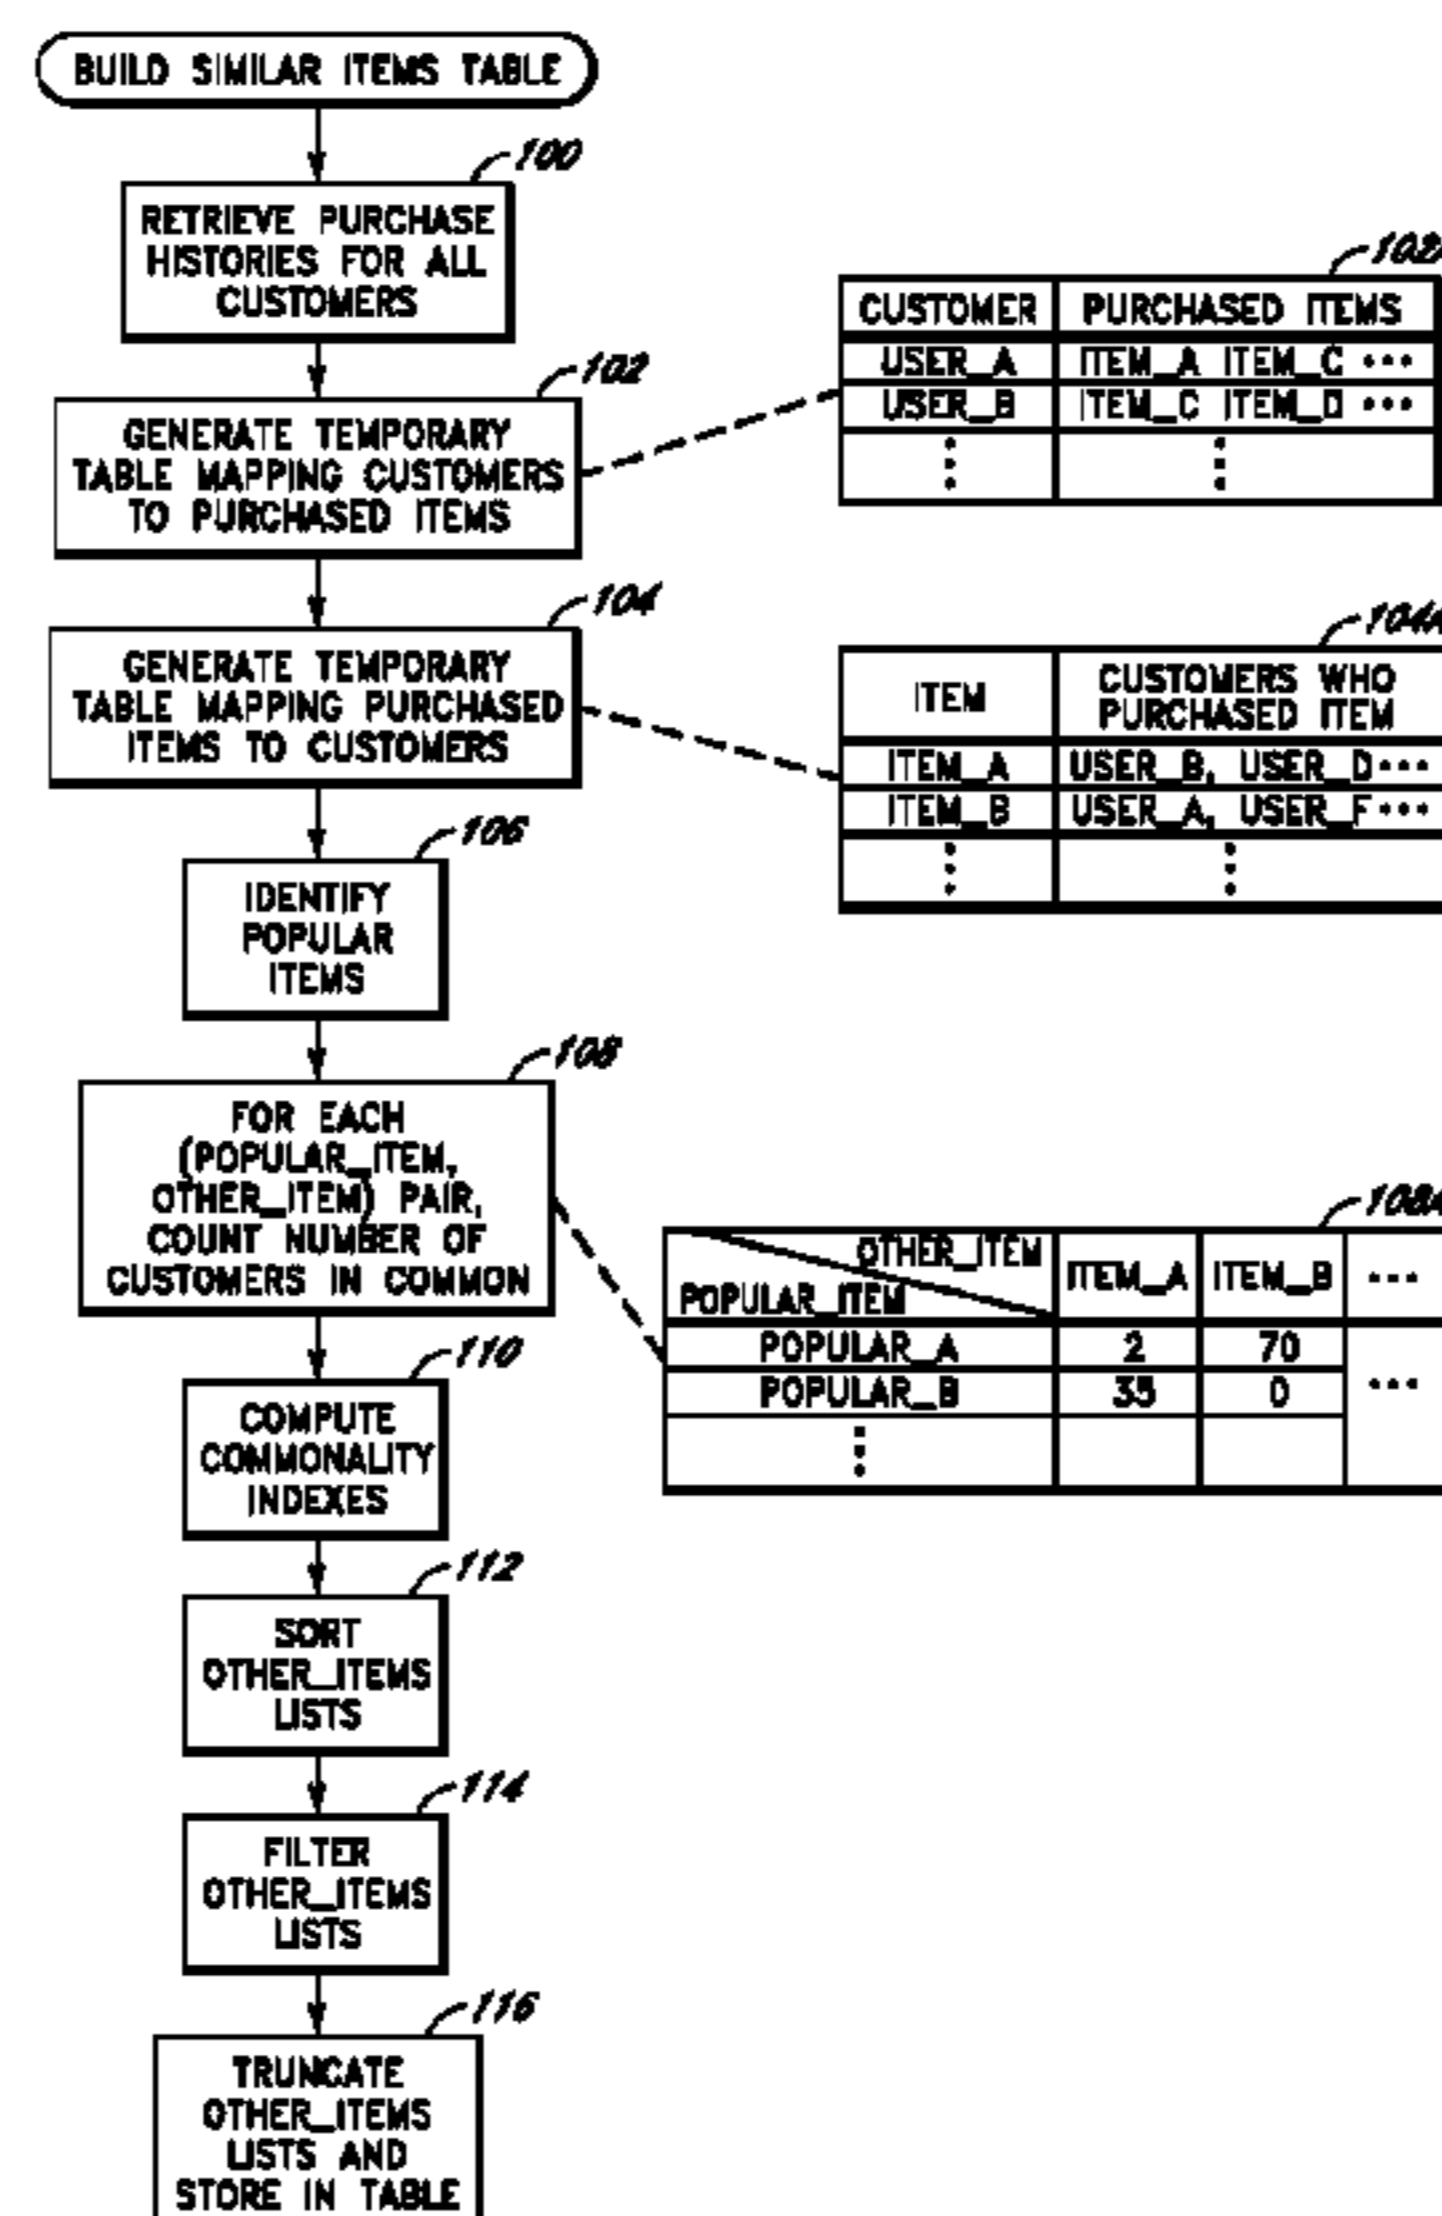 BUILD SIMILAR ITEMS TABLE
100
RETRIEVE PURCHASE
HISTORIES FOR ALL
CUSTOMERS
102
GENERATE TEMPORARY
TABLE MAPPING CUSTOMERS
TO PURCHASED ITEMS
102A
CUSTOMER PURCHASED ITEMS
USER_A ITEM_A ITEM_C ...
USER_B ITEM_C ITEM_D ...
104
GENERATE TEMPORARY
TABLE MAPPING PURCHASED
ITEMS TO CUSTOMERS
104A
ITEM
CUSTOMERS WHO
PURCHASED ITEM
ITEM_A USER_B, USER_D...
ITEM_B USER_A, USER_F...
106
IDENTIFY
POPULAR
ITEMS
108
FOR EACH
(POPULAR_ITEM,
OTHER_ITEM) PAIR,
COUNT NUMBER OF
CUSTOMERS IN COMMON
108A
OTHER_ITEM
POPULAR_ITEM
ITEM_A ITEM_B ...
POPULAR_A 2 70
POPULAR_B 35 0 ...
110
COMPUTE
COMMONALITY
INDEXES
112
SORT
OTHER_ITEMS
LISTS
114
FILTER
OTHER_ITEMS
LISTS
116
TRUNCATE
OTHER_ITEMS
LISTS AND
STORE IN TABLE